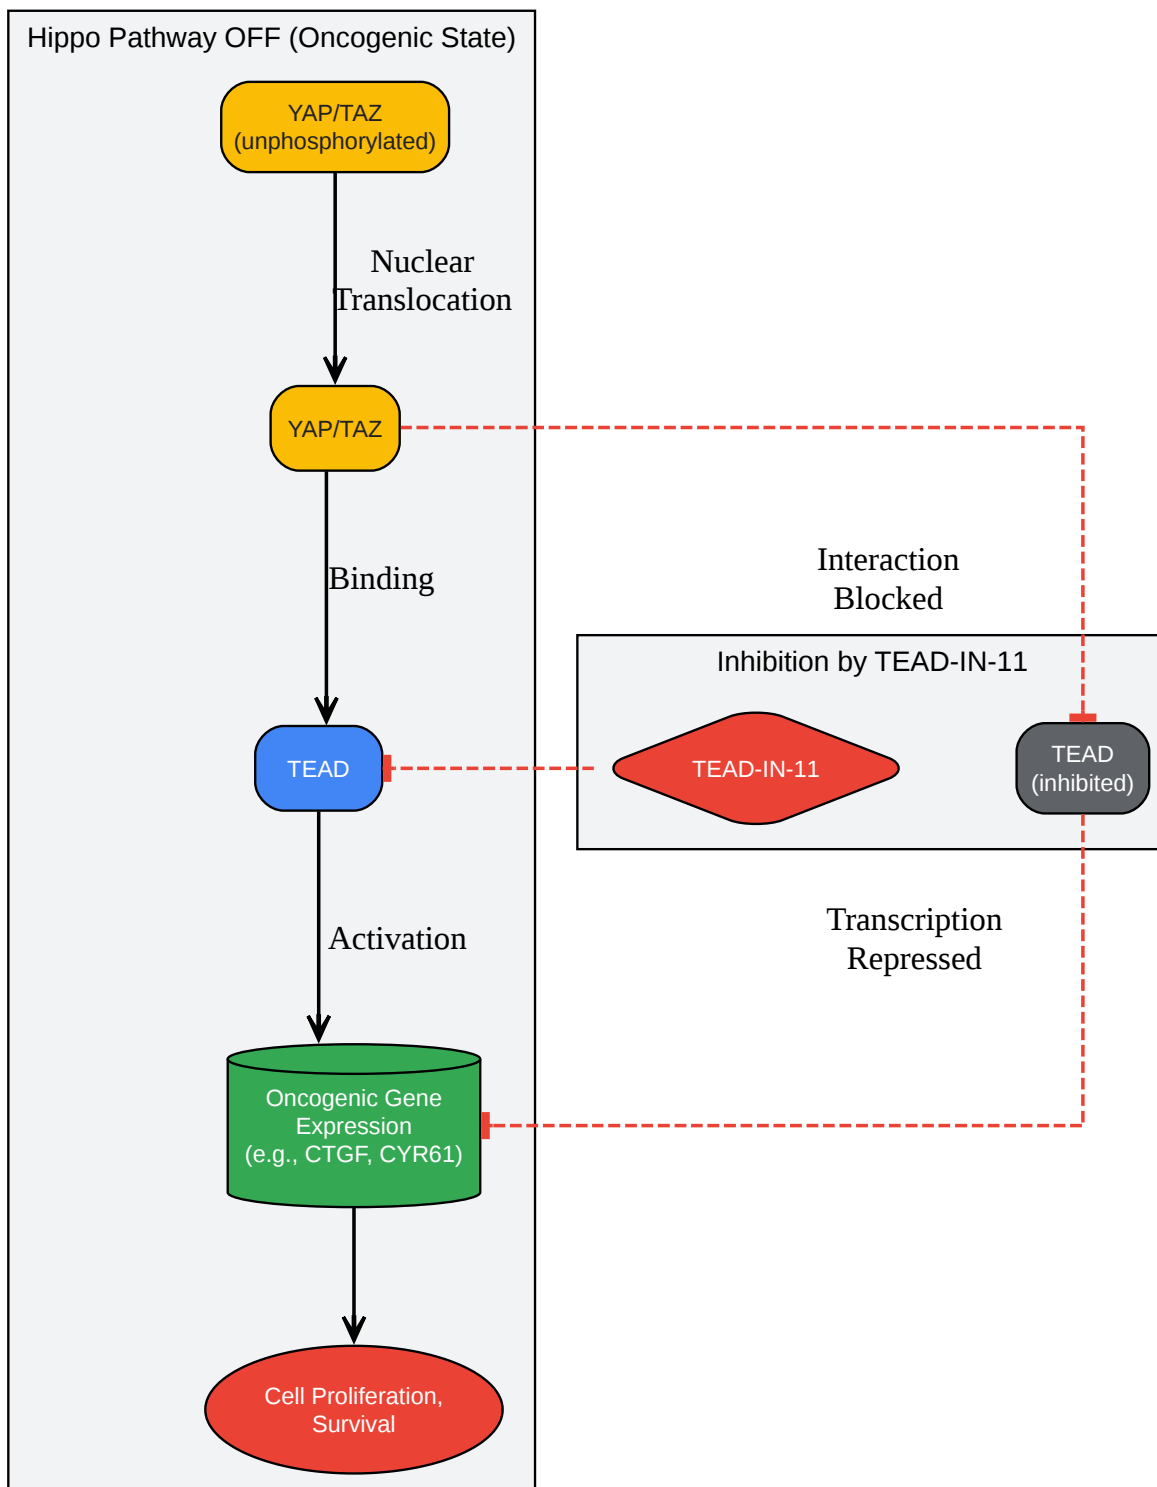 Hippo Pathway OFF (Oncogenic State)
YAP/TAZ
(unphosphorylated)
Nuclear
Translocation
YAP/TAZ
Binding
Interaction
Blocked
Inhibition by TEAD-IN-11
TEAD
TEAD-IN-11
TEAD
(inhibited)
Activation
Transcription
Repressed
Oncogenic Gene
Expression
(e.g., CTGF, CYR61)
Cell Proliferation,
Survival